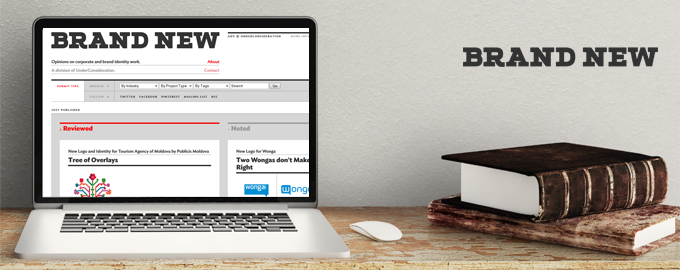 BRAND NEW
Opinions on corporate and brand identity work.
About
A division of UnderConsideration.
Contact
SUBMIT TIPS
BROWSE
By Industry
By Project Type
By Tags
Search
Go
FOLLOW
TWITTER
FACEBOOK
PINTEREST
MAILING LIST
RSS
JUST PUBLISHED
Reviewed
Noted
New Logo and Identity for Tourism Agency of Moldova by Publicis Moldova
Tree of Overlays
New Logo for Wonga
Two Wongas don't Make
Right
wonga
wong
BRAND NEW